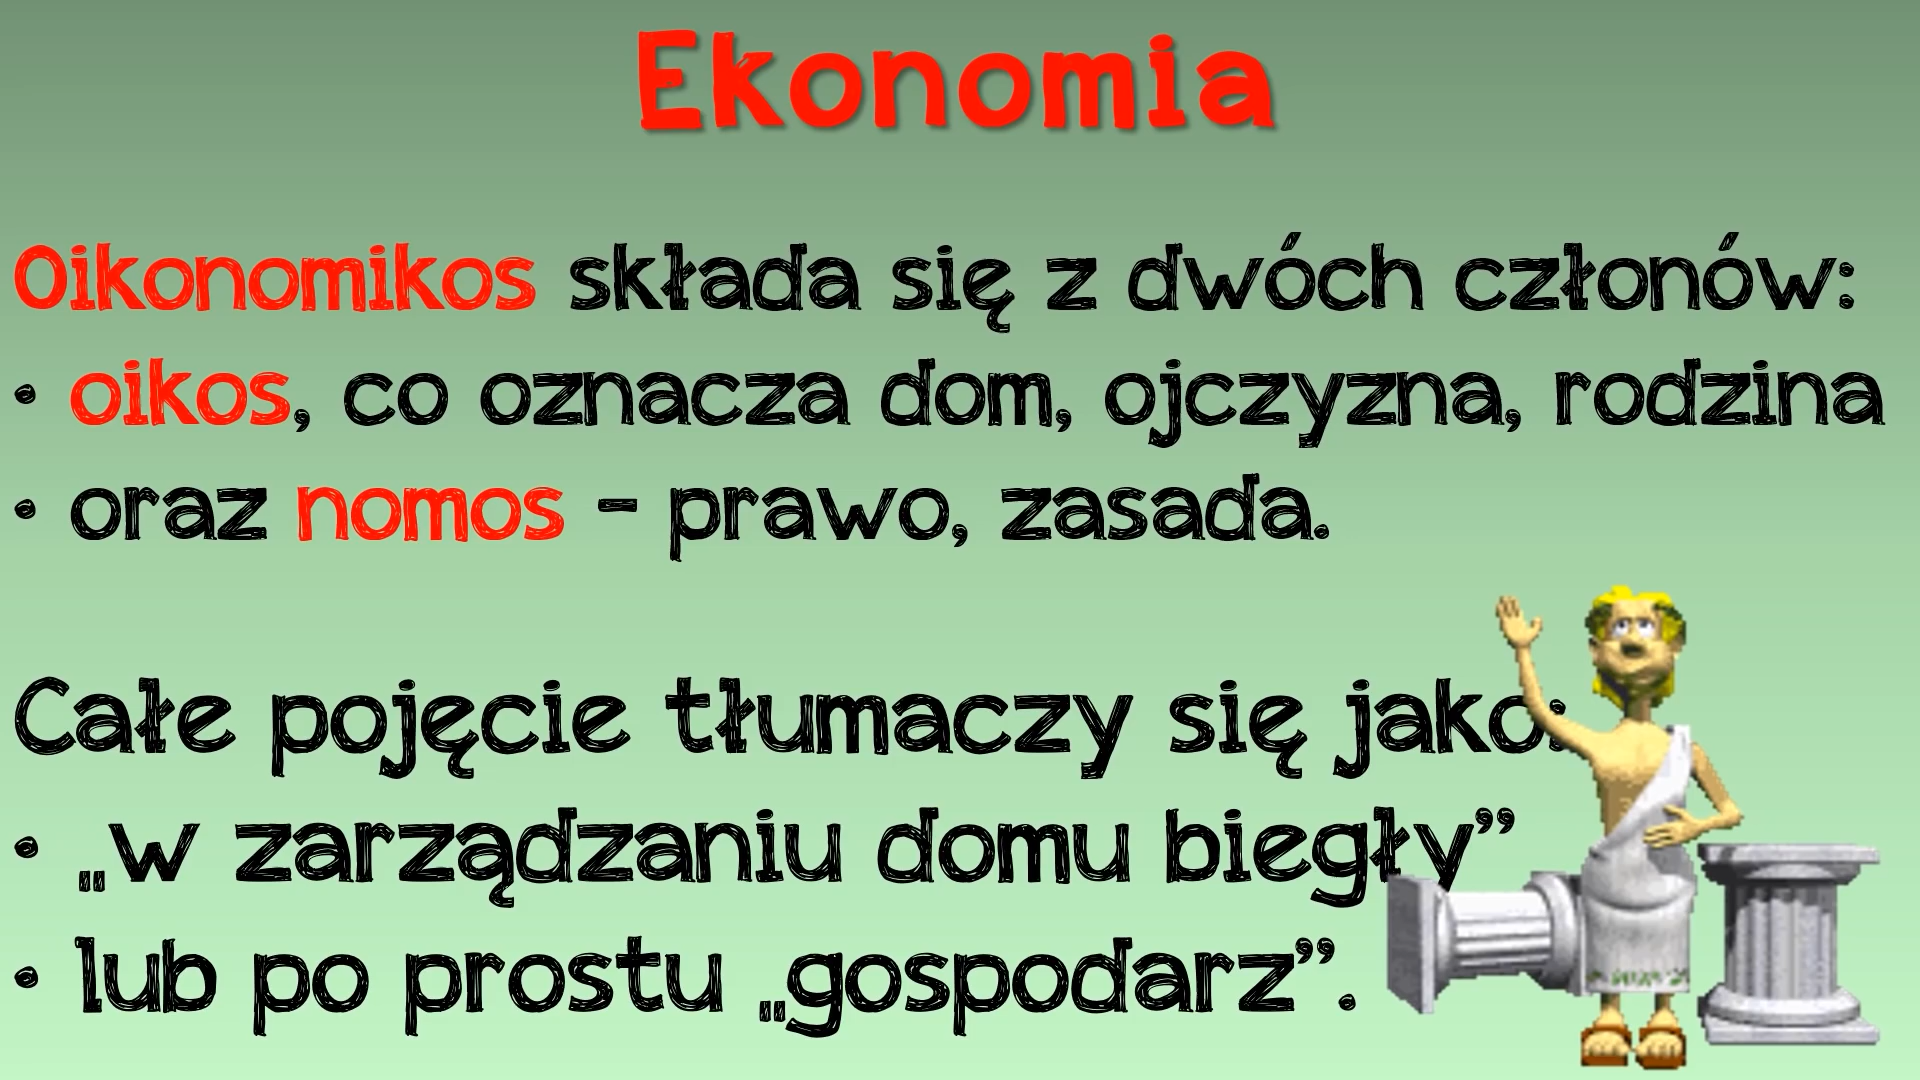 Ekonomia
Oikonomikos składa się z dwóch członów:
• oikos, co oznacza dom, ojczyzna, rodzina
• oraz nomos - prawo, zasada.
Całe pojęcie tłumaczy się jako:
• „w zarządzaniu domu biegły”
• lub po prostu „gospodarz”.